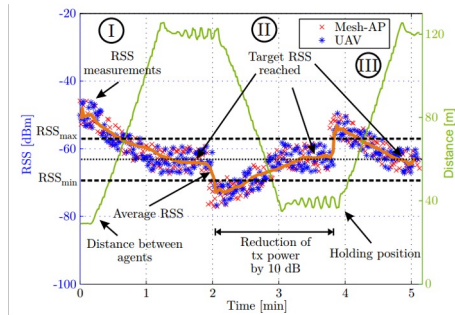 -20
-40
-60
-80
-100
RSS [dBm]
I
II
III
Mesh-AP
UAV
RSS
measurements
Target RSS
reached
RSSmax
RSSmin
Average RSS
Distance between
agents
Reduction of
tx power
by 10 dB
Holding position
0
1
2
3
4
5
Time [min]
120
80
40
0
Distance [m]